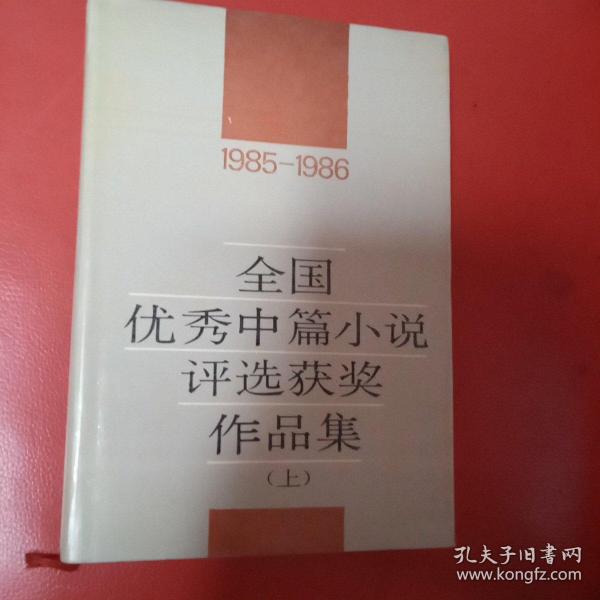 1985-1986
全国
优秀中篇小说
评选获奖
作品集
(上)
孔夫子旧書网
www.kongfz.com